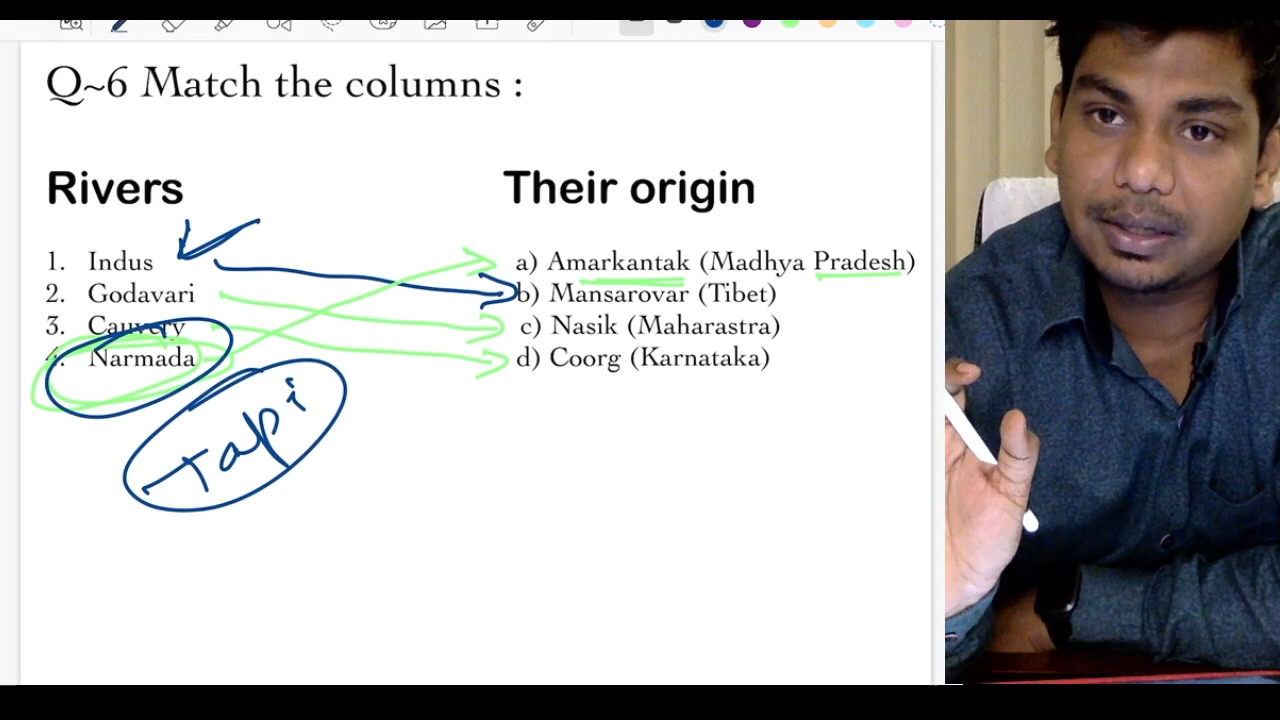 Q~6 Match the columns :
Rivers
Their origin
1. Indus
a) Amarkantak (Madhya Pradesh)
2. Godavari
b) Mansarovar (Tibet)
3. Cauvery
c) Nasik (Maharastra)
4. Narmada
d) Coorg (Karnataka)
Tapi